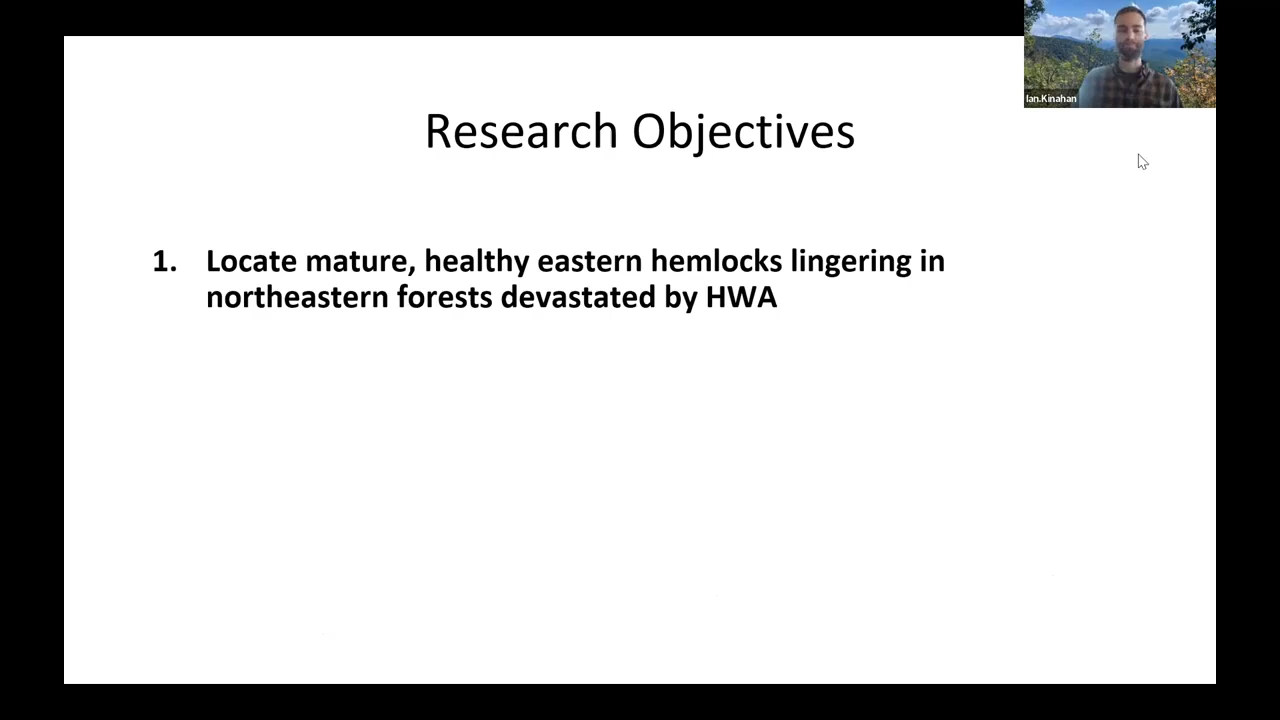 Ian.Kinahan
Research Objectives
1. Locate mature, healthy eastern hemlocks lingering in
northeastern forests devastated by HWA